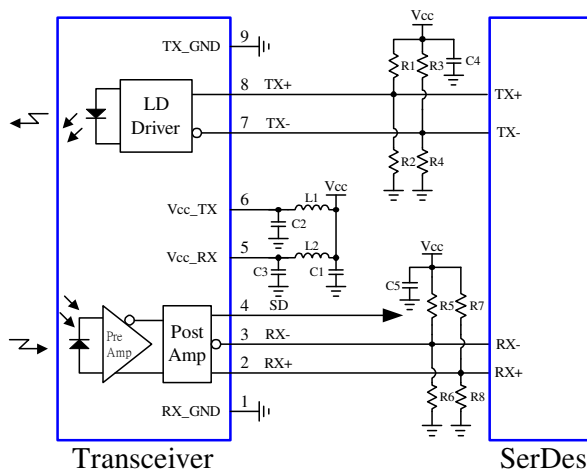 Vcc
TX_GND
9
R1
R3
C4
8
TX+
TX+
LD
Driver
7
TX-
TX-
R2
R4
Vcc_TX
6
L1
Vcc
C2
Vcc_RX
5
L2
C3
C1
Vcc
C5
R5
R7
4
SD
Pre
Amp
Post
Amp
3
RX-
RX-
2
RX+
RX+
R6
R8
RX_GND
1
Transceiver
SerDes